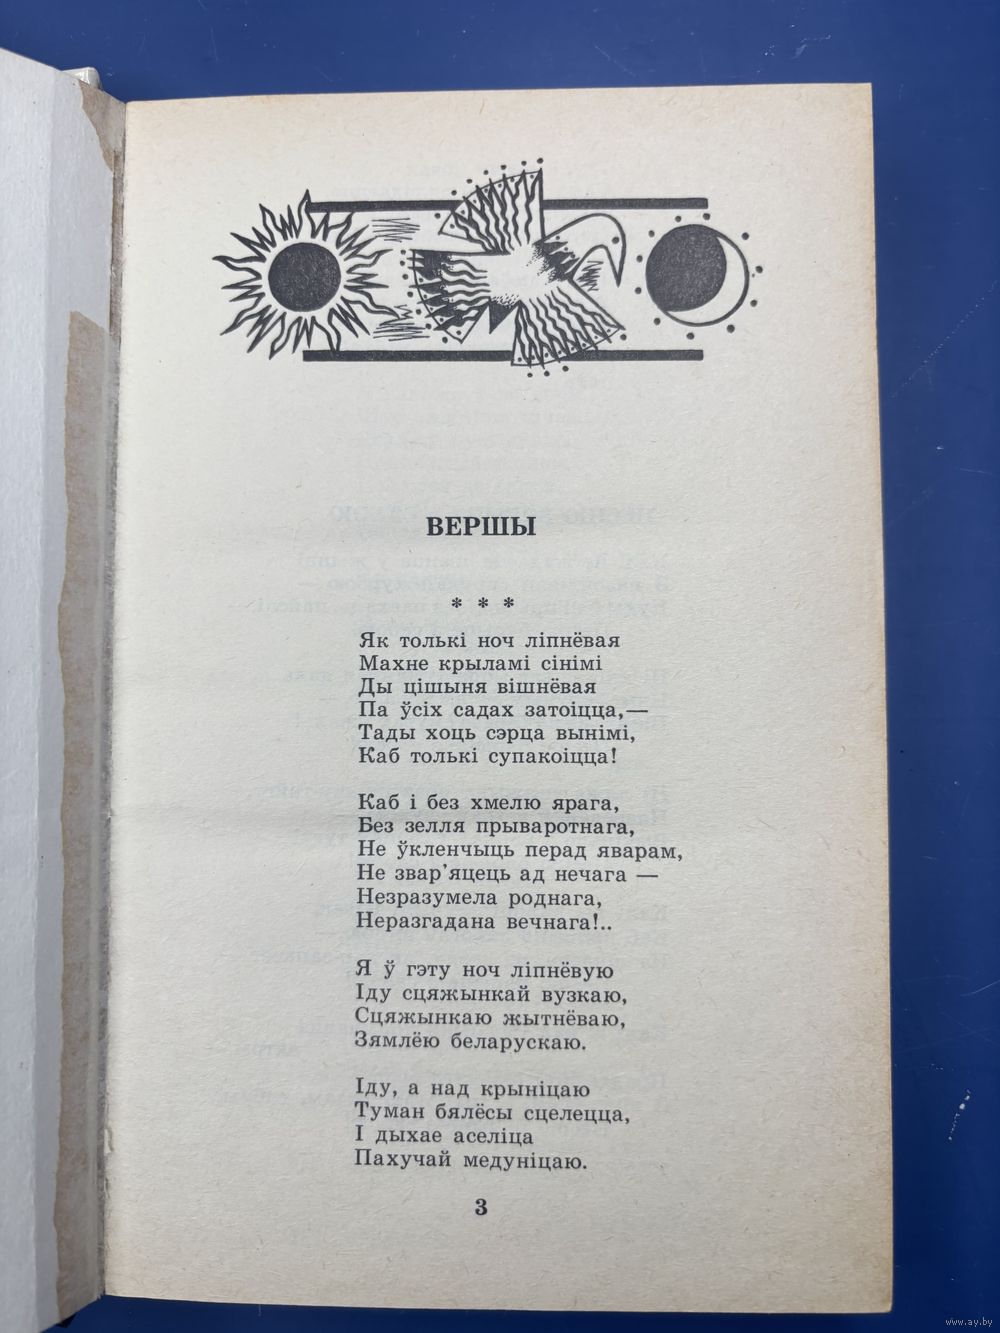 ВЕРШЫ
* * *
Як толькі ноч ліпнёвая
Махне крыламі сінімі
Ды цішыня вішнёвая
Па ўсіх садах затоіцца,—
Тады хоць сэрца вынімі,
Каб толькі супакоіцца!
Каб і без хмелю ярага,
Без зелля прываротнага,
Не ўкленчыць перад яварам,
Не звар'яцець ад нечага —
Незразумела роднага,
Неразгадана вечнага!..
Я ў гэту ноч ліпнёвую
Іду сцяжынкай вузкаю,
Сцяжынкаю жытнёваю,
Зямлёю беларускаю.
Іду, а над крыніцаю
Туман бялёсы сцелецца,
І дыхае аселіца
Пахучай медуніцаю.
3
www.ay.by